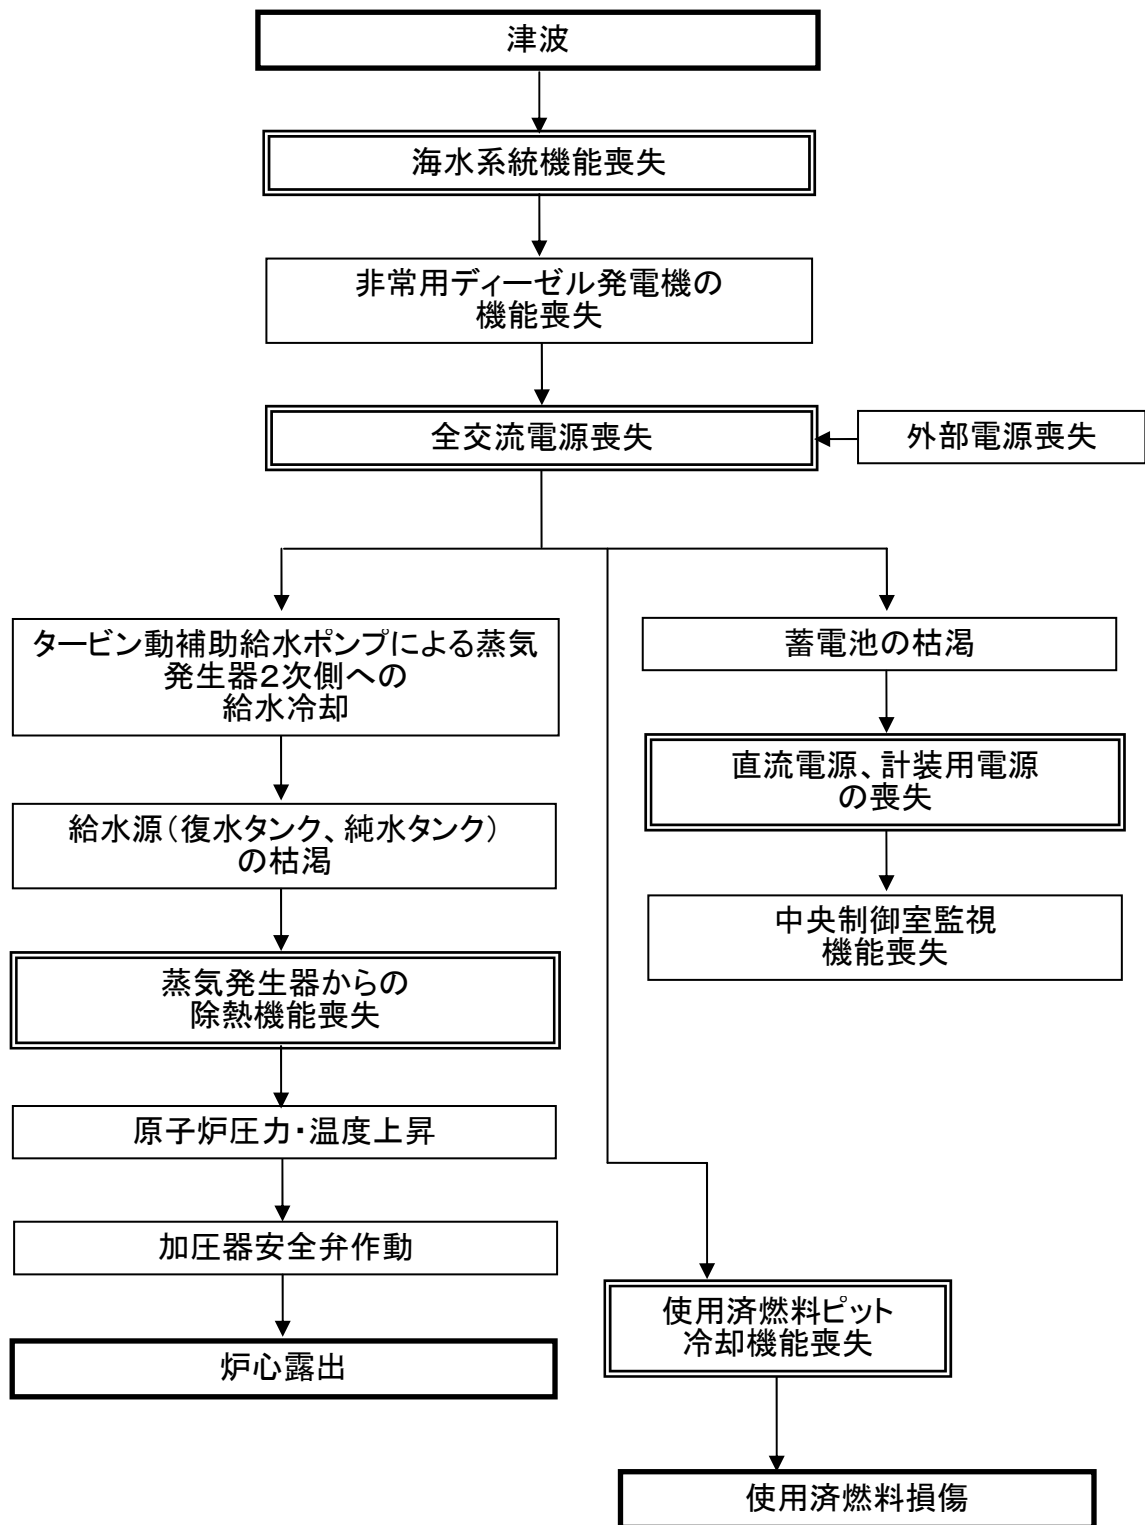 津波
海水系統機能喪失
非常用ディーゼル発電機の
機能喪失
全交流電源喪失
外部電源喪失
タービン動補助給水ポンプによる蒸気
発生器2次側への
給水冷却
給水源(復水タンク、純水タンク)
の枯渇
蒸気発生器からの
除熱機能喪失
原子炉圧力・温度上昇
加圧器安全弁作動
炉心露出
蓄電池の枯渇
直流電源、計装用電源
の喪失
中央制御室監視
機能喪失
使用済燃料ピット
冷却機能喪失
使用済燃料損傷